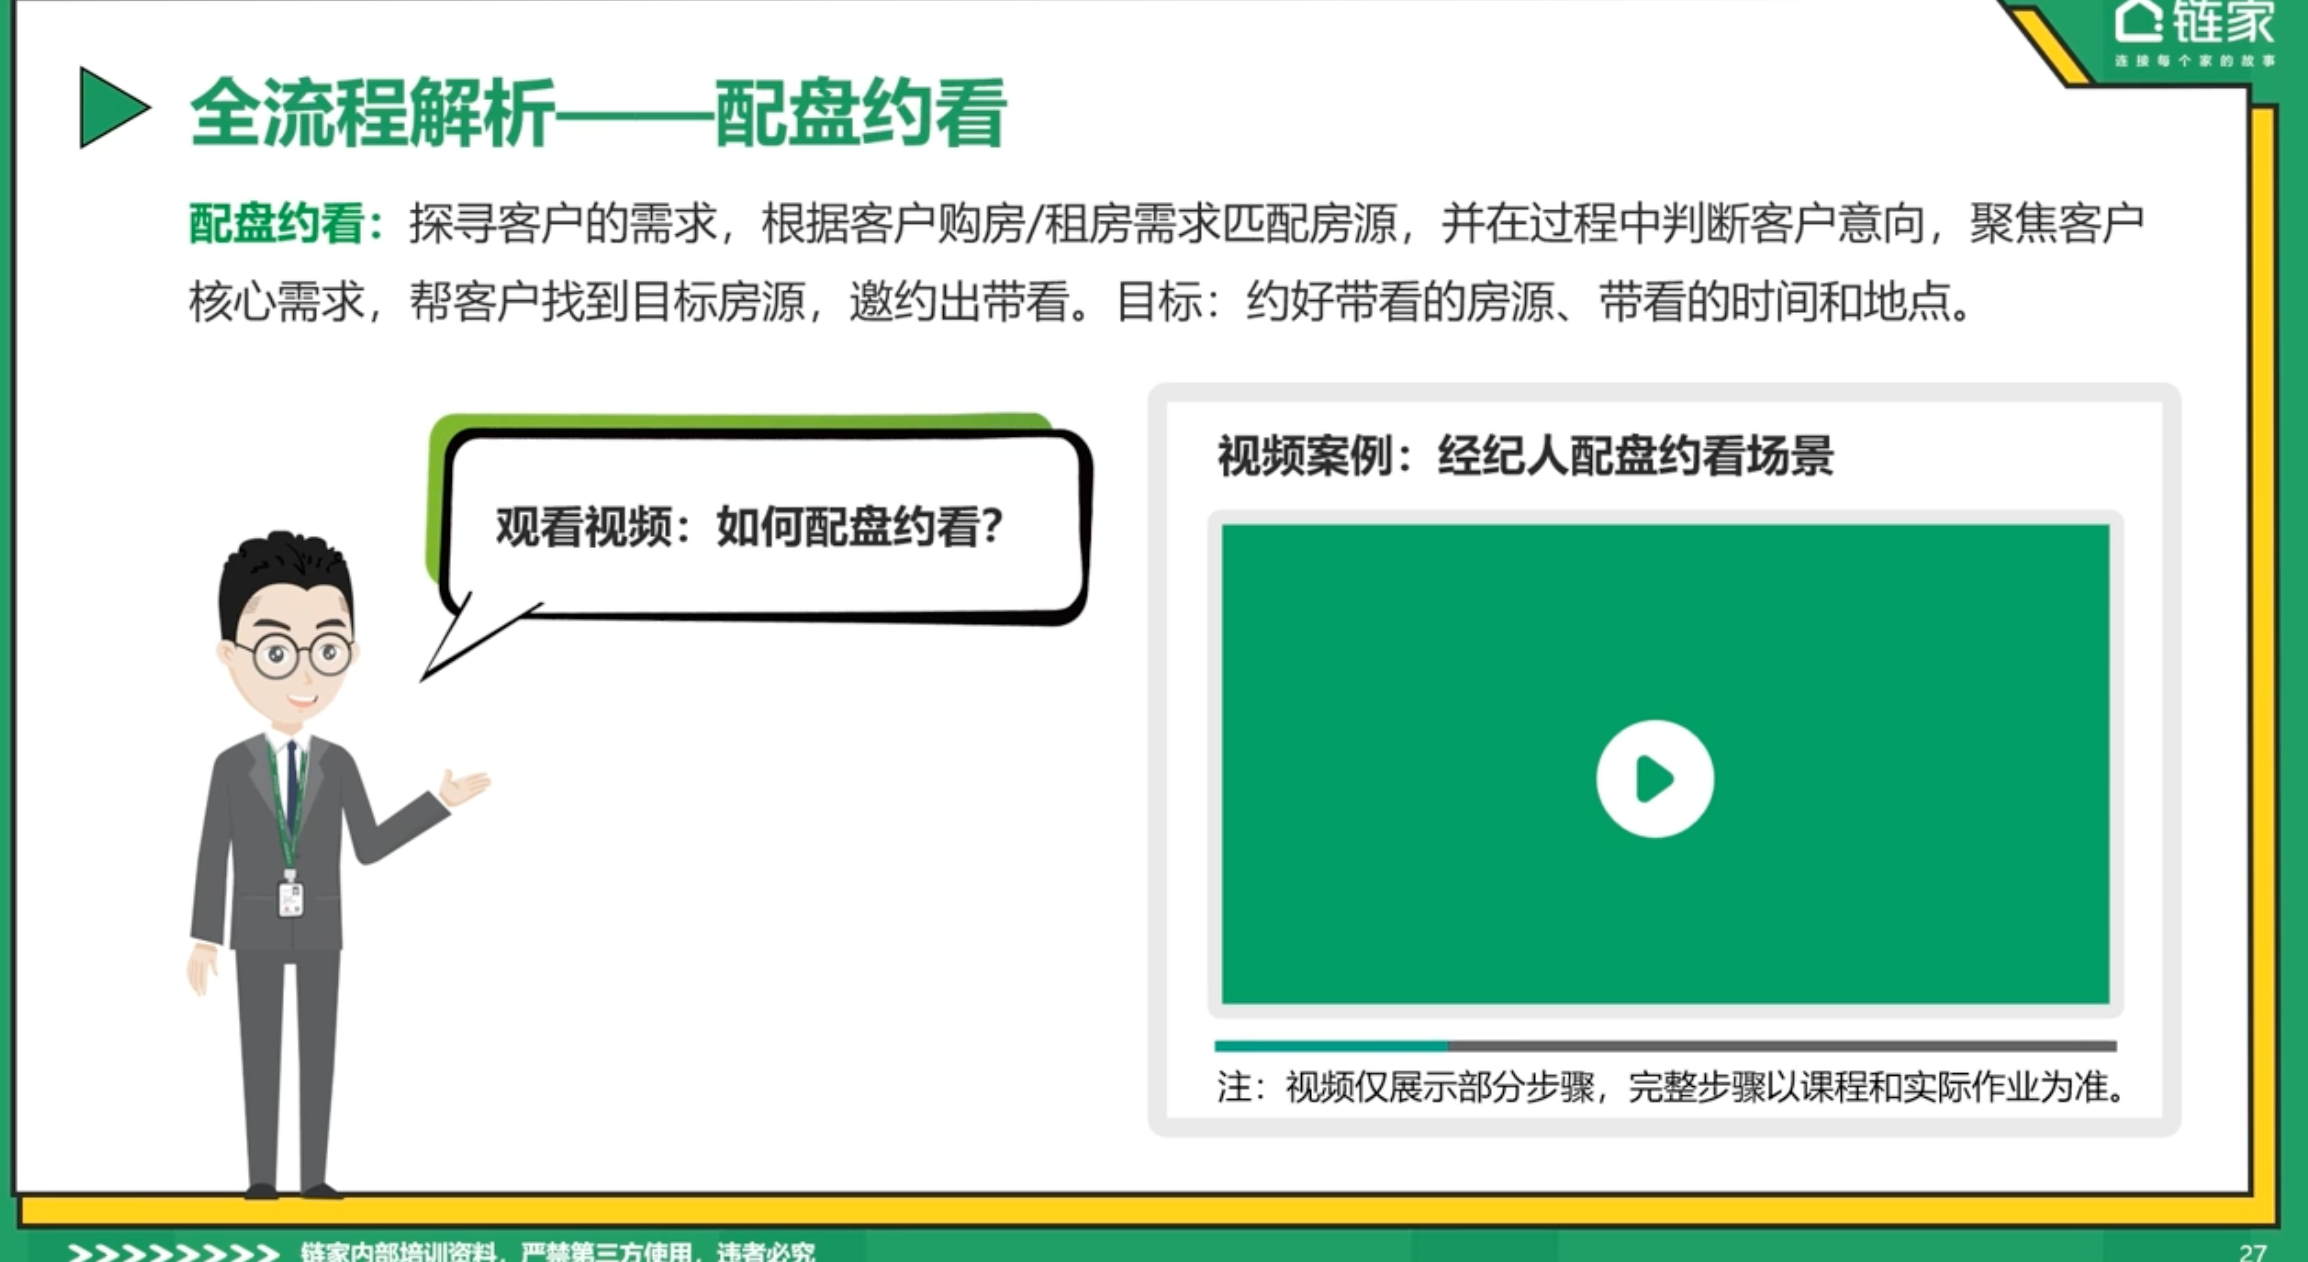 链家
连接每个家的故事
全流程解析——配盘约看
配盘约看：探寻客户的需求，根据客户购房/租房需求匹配房源，并在过程中判断客户意向，聚焦客户
核心需求，帮客户找到目标房源，邀约出带看。目标：约好带看的房源、带看的时间和地点。
观看视频：如何配盘约看？
视频案例：经纪人配盘约看场景
注：视频仅展示部分步骤，完整步骤以课程和实际作业为准。
链家内部培训资料，严禁第三方使用，违者必究
27